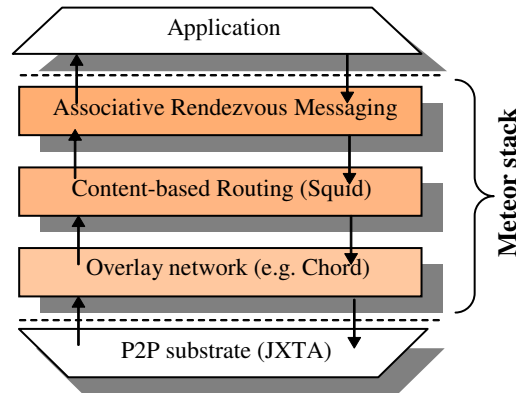 Application
Associative Rendezvous Messaging
Content-based Routing (Squid)
Overlay network (e.g. Chord)
P2P substrate (JXTA)
Meteor stack